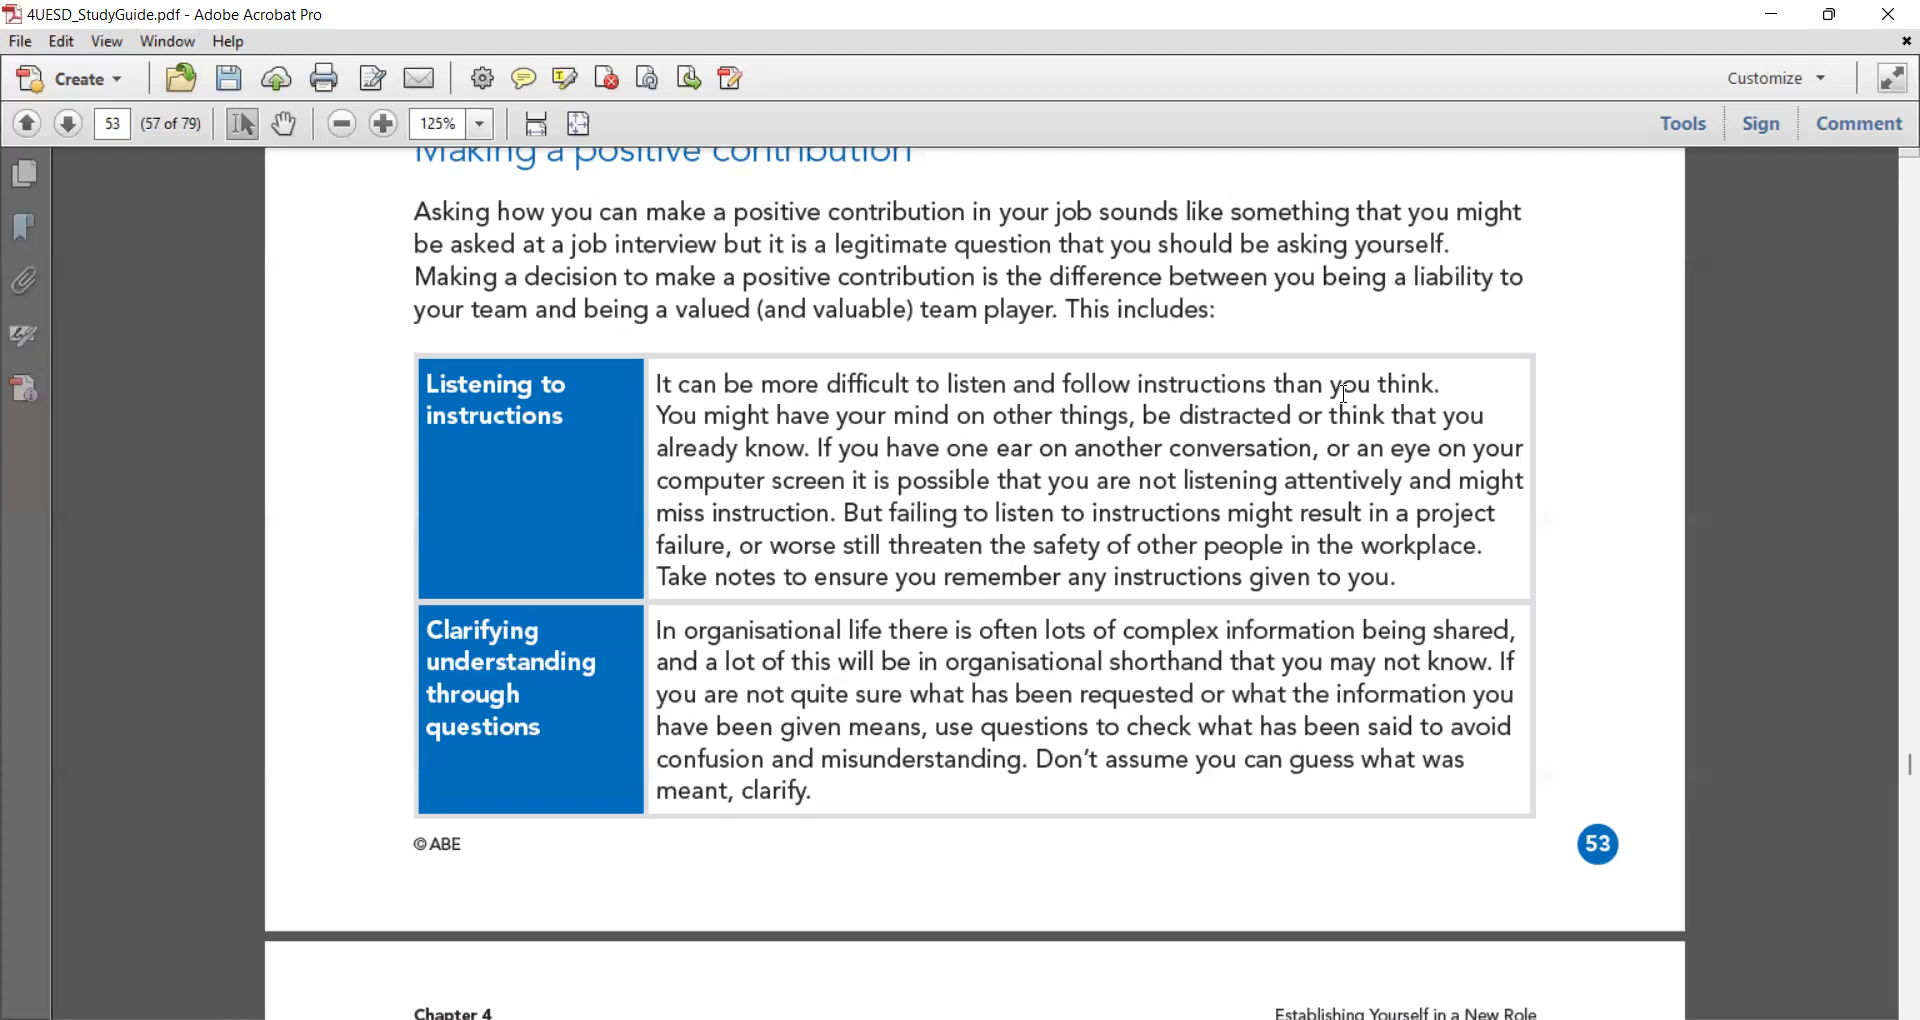 4UESD_StudyGuide.pdf - Adobe Acrobat Pro
File Edit View Window Help
Create Customize
53 (57 of 79) 125% Tools Sign Comment
Making a positive contribution
Asking how you can make a positive contribution in your job sounds like something that you might
be asked at a job interview but it is a legitimate question that you should be asking yourself.
Making a decision to make a positive contribution is the difference between you being a liability to
your team and being a valued (and valuable) team player. This includes:
Listening to
instructions
It can be more difficult to listen and follow instructions than you think.
You might have your mind on other things, be distracted or think that you
already know. If you have one ear on another conversation, or an eye on your
computer screen it is possible that you are not listening attentively and might
miss instruction. But failing to listen to instructions might result in a project
failure, or worse still threaten the safety of other people in the workplace.
Take notes to ensure you remember any instructions given to you.
Clarifying
understanding
through
questions
In organisational life there is often lots of complex information being shared,
and a lot of this will be in organisational shorthand that you may not know. If
you are not quite sure what has been requested or what the information you
have been given means, use questions to check what has been said to avoid
confusion and misunderstanding. Don't assume you can guess what was
meant, clarify.
© ABE
53
Chapter 4
Establishing Yourself in a New Role